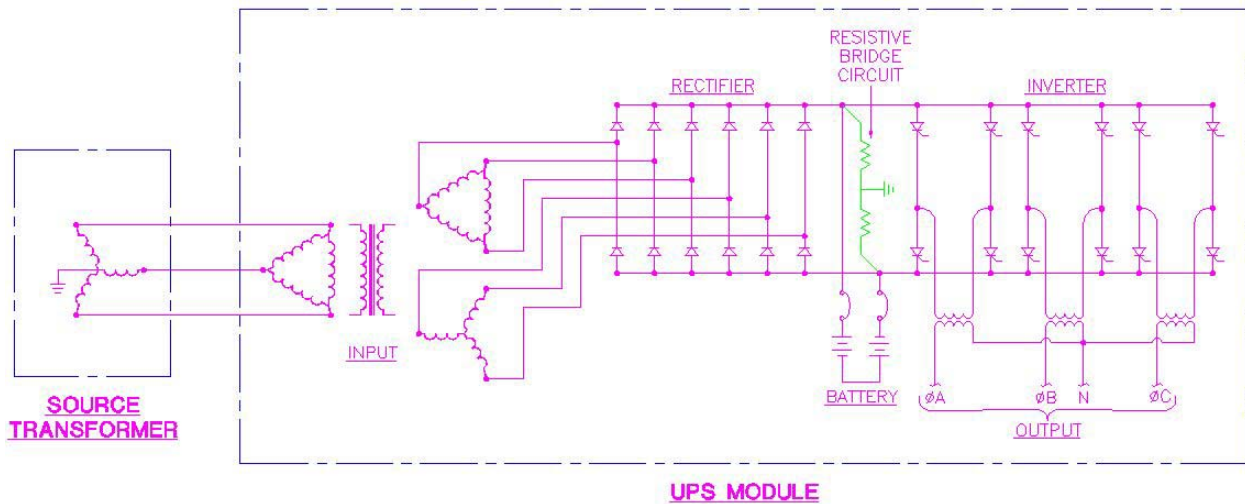 RESISTIVE
BRIDGE
CIRCUIT
RECTIFIER
INVERTER
INPUT
BATTERY
ØA
ØB
N
ØC
OUTPUT
SOURCE
TRANSFORMER
UPS MODULE